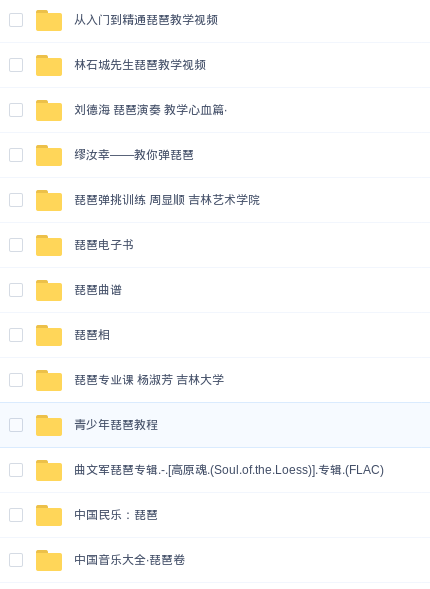 从入门到精通琵琶教学视频
林石城先生琵琶教学视频
刘德海 琵琶演奏 教学心血篇·
缪汝幸——教你弹琵琶
琵琶弹挑训练 周显顺 吉林艺术学院
琵琶电子书
琵琶曲谱
琵琶相
琵琶专业课 杨淑芳 吉林大学
青少年琵琶教程
曲文军琵琶专辑.-.[高原魂.(Soul.of.the.Loess)].专辑.(FLAC)
中国民乐：琵琶
中国音乐大全·琵琶卷